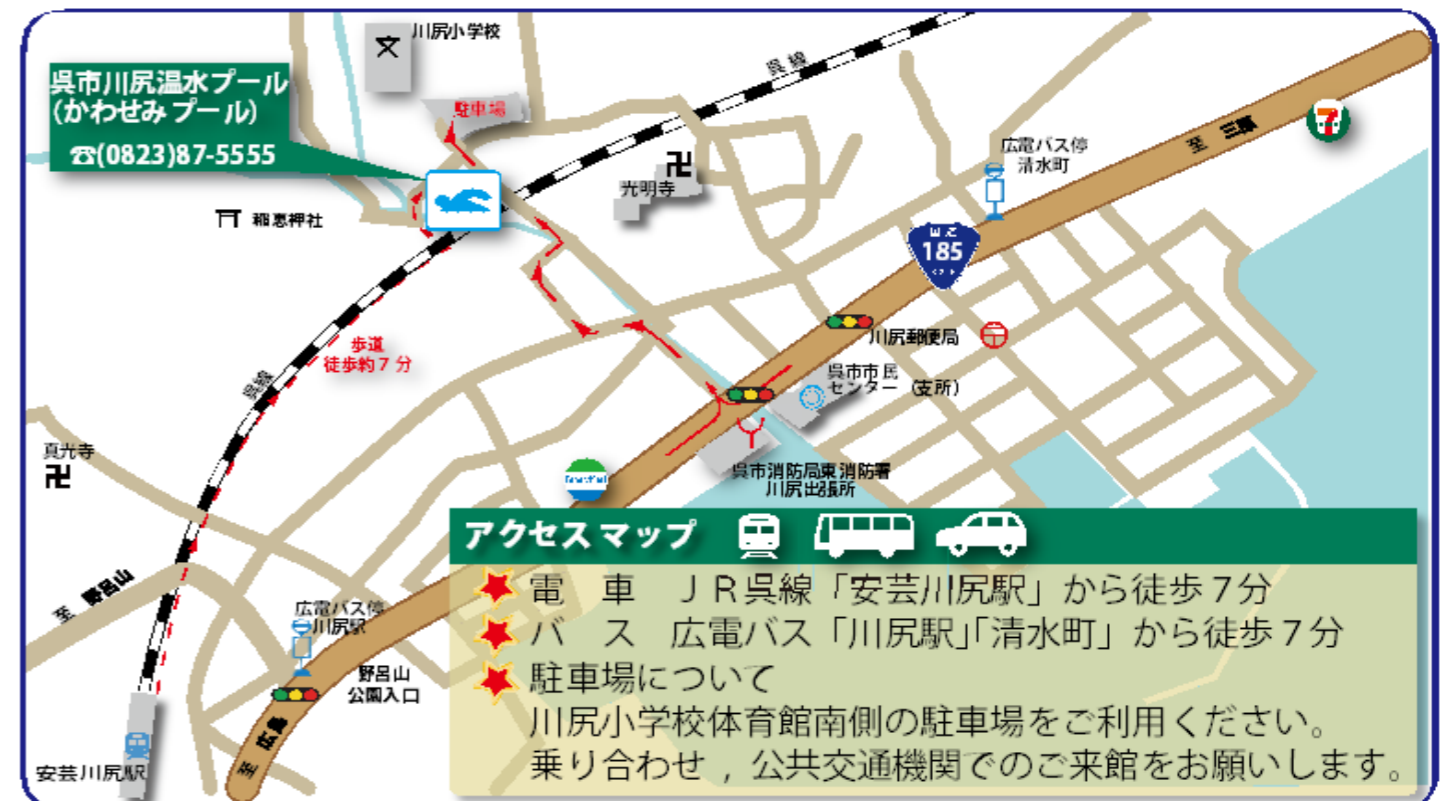 川尻小学校
文
呉線
呉市川尻温水プール
(かわせみプール)
☎(0823)87-5555
駐車場
至 三原
7
広電バス停
清水町
卍
光明寺
稲恵神社
185
川尻郵便局
歩道
徒歩約７分
呉線
呉市市民
センター（支所）
真光寺
卍
呉市消防局東消防署
川尻出張所
FamilyMart
アクセスマップ
電　車　ＪＲ呉線「安芸川尻駅」から徒歩７分
バ　ス　広電バス「川尻駅」「清水町」から徒歩７分
駐車場について
川尻小学校体育館南側の駐車場をご利用ください。
乗り合わせ，公共交通機関でのご来館をお願いします。
至 野呂山
広電バス停
川尻駅
野呂山
公園入口
至 広島
安芸川尻駅